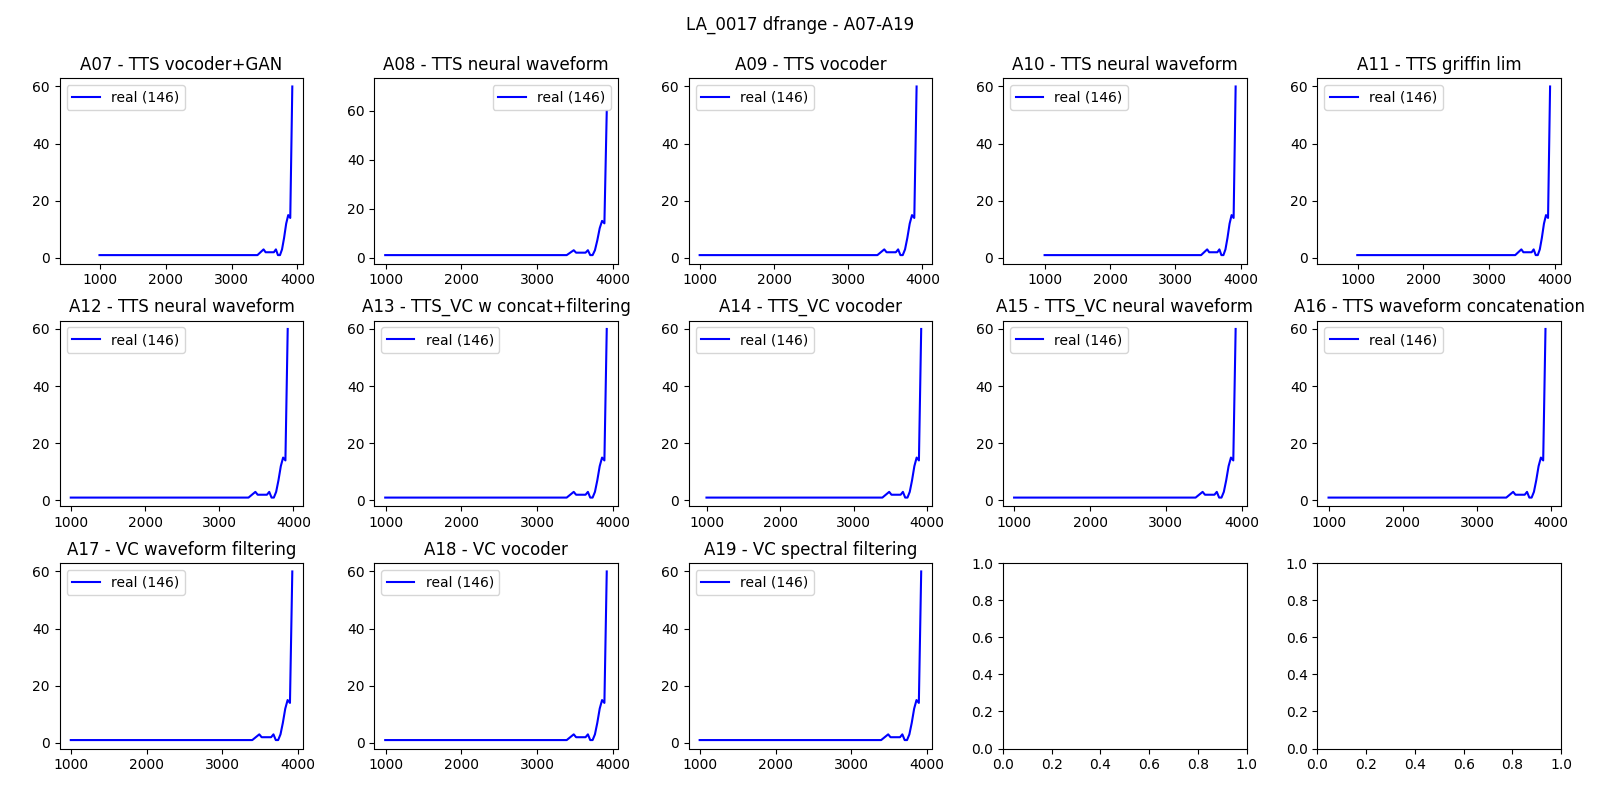 LA_0017 dfrange - A07-A19
A07 - TTS vocoder+GAN
A08 - TTS neural waveform
A09 - TTS vocoder
A10 - TTS neural waveform
A11 - TTS griffin lim
real (146)
real (146)
real (146)
real (146)
real (146)
60
40
20
0
60
40
20
0
60
40
20
0
60
40
20
0
60
40
20
0
1000 2000 3000 4000
1000 2000 3000 4000
1000 2000 3000 4000
1000 2000 3000 4000
1000 2000 3000 4000
A12 - TTS neural waveform
A13 - TTS_VC w concat+filtering
A14 - TTS_VC vocoder
A15 - TTS_VC neural waveform
A16 - TTS waveform concatenation
real (146)
real (146)
real (146)
real (146)
real (146)
60
40
20
0
60
40
20
0
60
40
20
0
60
40
20
0
60
40
20
0
1000 2000 3000 4000
1000 2000 3000 4000
1000 2000 3000 4000
1000 2000 3000 4000
1000 2000 3000 4000
A17 - VC waveform filtering
A18 - VC vocoder
A19 - VC spectral filtering
real (146)
real (146)
real (146)
60
40
20
0
60
40
20
0
60
40
20
0
1.0
0.8
0.6
0.4
0.2
0.0
1.0
0.8
0.6
0.4
0.2
0.0
1000 2000 3000 4000
1000 2000 3000 4000
1000 2000 3000 4000
0.0 0.2 0.4 0.6 0.8 1.0
0.0 0.2 0.4 0.6 0.8 1.0